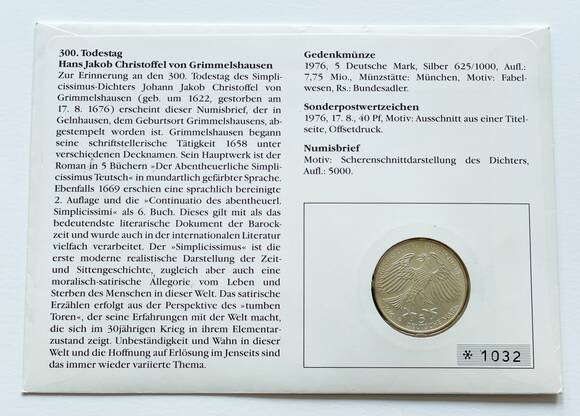 300. Todestag
Hans Jakob Christoffel von Grimmelshausen
Zur Erinnerung an den 300. Todestag des Simpli-
cissimus-Dichters Johann Jakob Christoffel von
Grimmelshausen (geb. um 1622, gestorben am
17. 8. 1676) erscheint dieser Numisbrief, der in
Gelnhausen, dem Geburtsort Grimmelshausens, ab-
gestempelt worden ist. Grimmelshausen begann
seine schriftstellerische Tätigkeit 1658 unter
verschiedenen Decknamen. Sein Hauptwerk ist der
Roman in 5 Büchern »Der Abentheuerliche Simpli-
cissimus Teutsch« in mundartlich gefärbter Sprache.
Ebenfalls 1669 erschien eine sprachlich bereinigte
2. Auflage und die »Continuatio des abentheurl.
Simplicissimi« als 6. Buch. Dieses gilt mit als das
bedeutendste literarische Dokument der Barock-
zeit und wurde auch in der internationalen Literatur
vielfach verarbeitet. Der »Simplicissimus« ist die
erste moderne realistische Darstellung der Zeit-
und Sittengeschichte, zugleich aber auch eine
moralisch-satirische Allegorie vom Leben und
Sterben des Menschen in dieser Welt. Das satirische
Erzählen erfolgt aus der Perspektive des »tumben
Toren«, der seine Erfahrungen mit der Welt macht,
die sich im 30jährigen Krieg in ihrem Elementar-
zustand zeigt. Unbeständigkeit und Wahn in dieser
Welt und die Hoffnung auf Erlösung im Jenseits sind
das immer wieder variierte Thema.
Gedenkmünze
1976, 5 Deutsche Mark, Silber 625/1000, Aufl.:
7,75 Mio., Münzstätte: München, Motiv: Fabel-
wesen, Rs.: Bundesadler.
Sonderpostwertzeichen
1976, 17. 8., 40 Pf, Motiv: Ausschnitt aus einer Titel-
seite, Offsetdruck.
Numisbrief
Motiv: Scherenschnittdarstellung des Dichters,
Aufl.: 5000.
5
* 1032